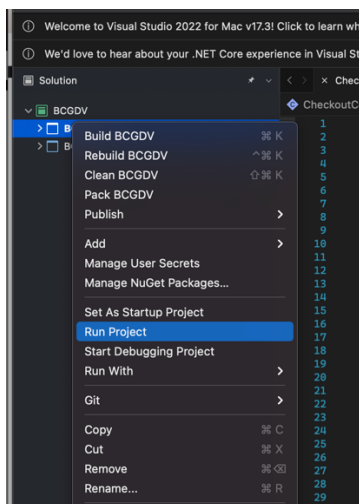 Welcome to Visual Studio 2022 for Mac v17.3! Click to learn wh
We'd love to hear about your .NET Core experience in Visual St
Solution
Chec
BCGDV
CheckoutC
B
B
Build BCGDV ⌘ K
Rebuild BCGDV ^⌘ K
Clean BCGDV ⇧⌘ K
Pack BCGDV
Publish
Add
Manage User Secrets
Manage NuGet Packages...
Set As Startup Project
Run Project
Start Debugging Project
Run With
Git
Copy ⌘ C
Cut ⌘ X
Remove ⌘⌫
Rename... ⌘ R
1
2
3
4
5
6
7
8
9
10
11
12
13
14
15
16
17
18
19
20
21
22
23
24
25
26
27
28
29